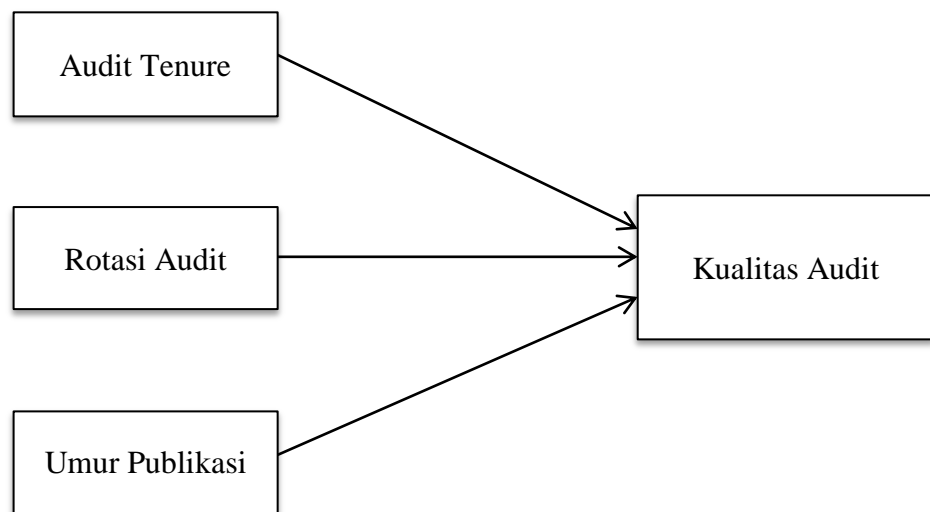 Audit Tenure
Rotasi Audit
Kualitas Audit
Umur Publikasi